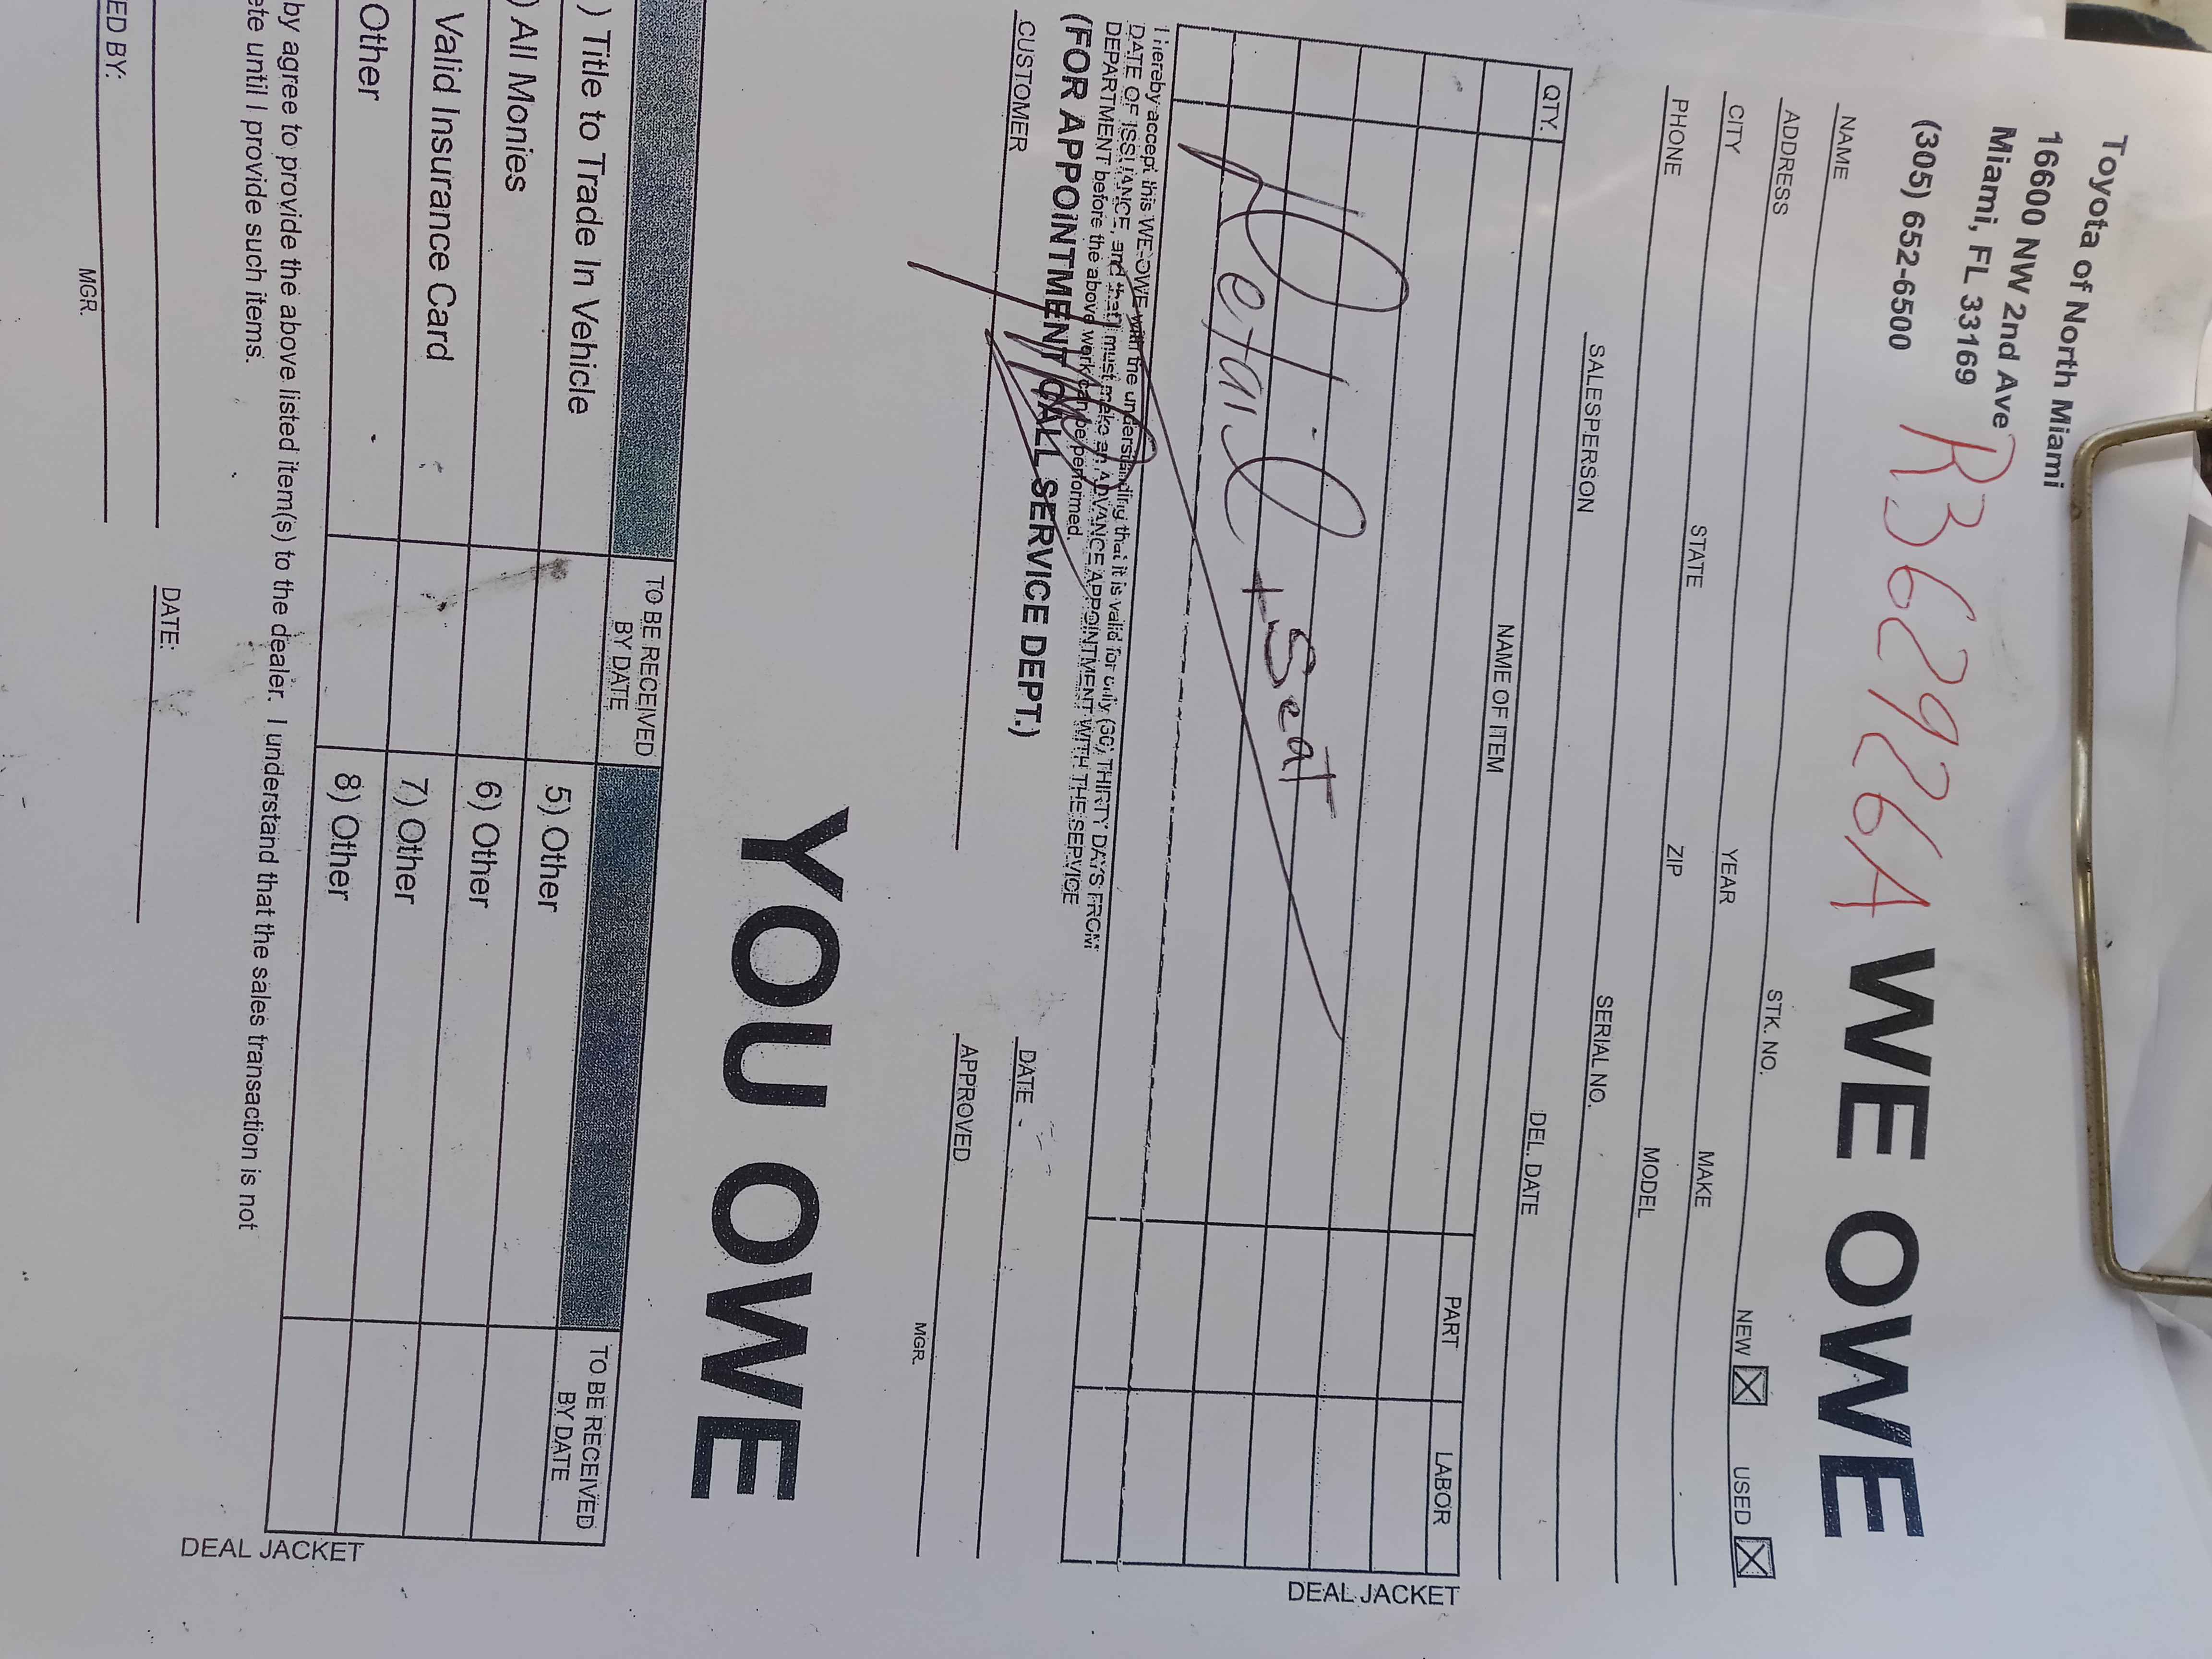 Toyota of North Miami
16600 NW 2nd Ave
Miami, FL 33169
(305) 652-6500
R362926A
WE OWE
NAME
STK. NO.
NEW ☒ USED ☒
ADDRESS
YEAR
MAKE
CITY
STATE
ZIP
MODEL
PHONE
SERIAL NO.
SALESPERSON
DEL. DATE
QTY.
NAME OF ITEM
PART
LABOR
Detail + Seat
I hereby accept this WE-OWE with the understanding that it is valid for only (30) THIRTY DAYS FROM
DATE OF ISSUANCE, and that I must make an ADVANCE APPOINTMENT WITH THE SERVICE
DEPARTMENT before the above work can be performed.
(FOR APPOINTMENT CALL SERVICE DEPT.)
CUSTOMER
DATE
APPROVED
MGR.
DEAL JACKET
YOU OWE
TO BE RECEIVED
BY DATE
TO BE RECEIVED
BY DATE
) Title to Trade In Vehicle
5) Other
) All Monies
6) Other
Valid Insurance Card
7) Other
Other
8) Other
by agree to provide the above listed item(s) to the dealer. I understand that the sales transaction is not
ete until I provide such items.
DEAL JACKET
ED BY:
DATE:
MGR.